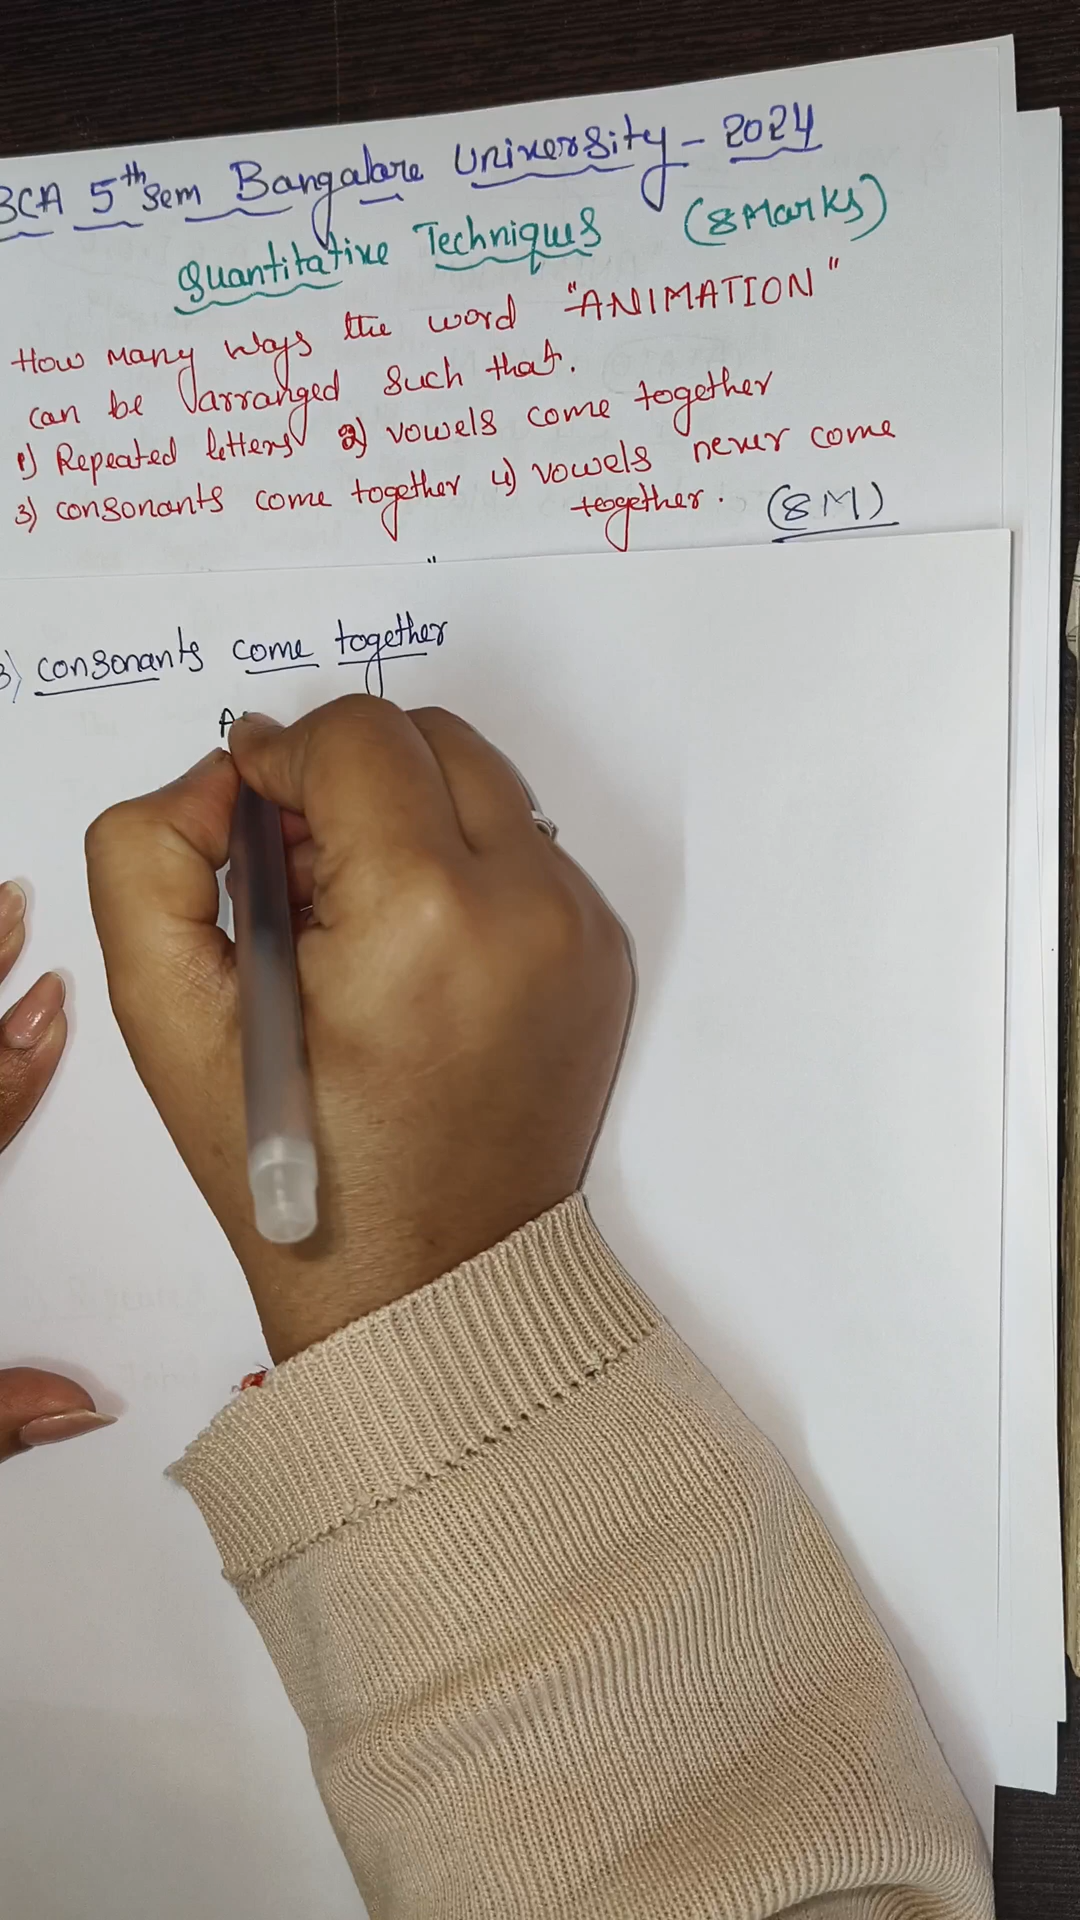 BCA 5th Sem Bangalore University - 2024
Quantitative Techniques (8 Marks)
How many ways the word "ANIMATION"
can be arranged such that.
1) Repeated letters 2) vowels come together
3) consonants come together 4) vowels never come
together. (8M)
3) consonants come together
A